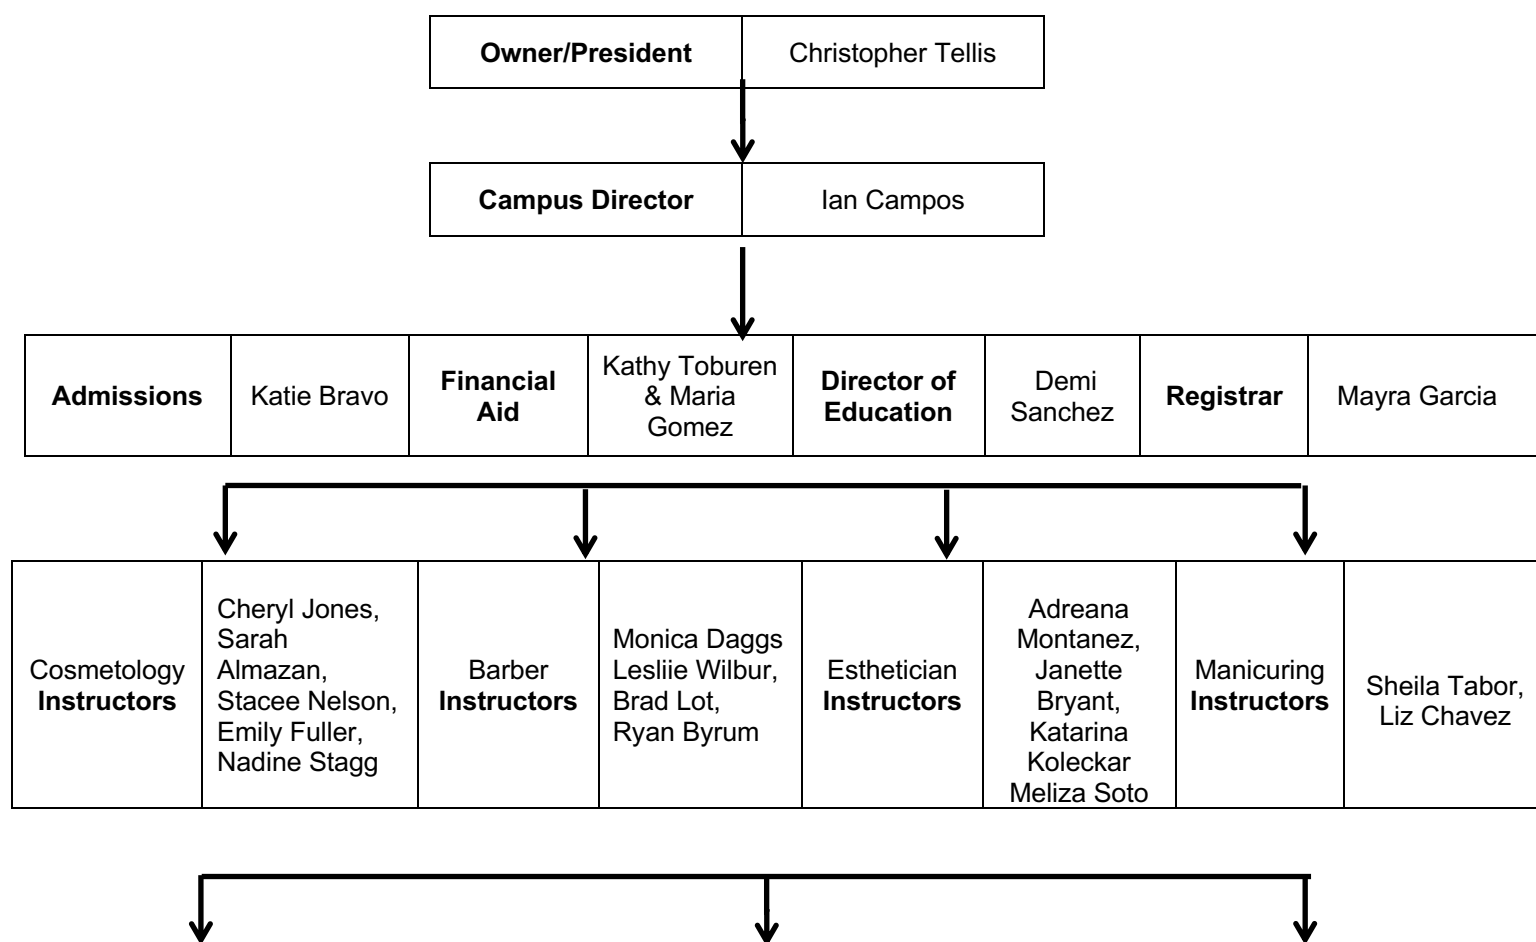 Owner/President
Christopher Tellis
Campus Director
Ian Campos
Admissions
Katie Bravo
Financial
Aid
Kathy Toburen
& Maria
Gomez
Director of
Education
Demi
Sanchez
Registrar
Mayra Garcia
Cosmetology
Instructors
Cheryl Jones,
Sarah
Almazan,
Stacee Nelson,
Emily Fuller,
Nadine Stagg
Barber
Instructors
Monica Daggs
Lesliie Wilbur,
Brad Lot,
Ryan Byrum
Esthetician
Instructors
Adreana
Montanez,
Janette
Bryant,
Katarina
Koleckar
Meliza Soto
Manicuring
Instructors
Sheila Tabor,
Liz Chavez